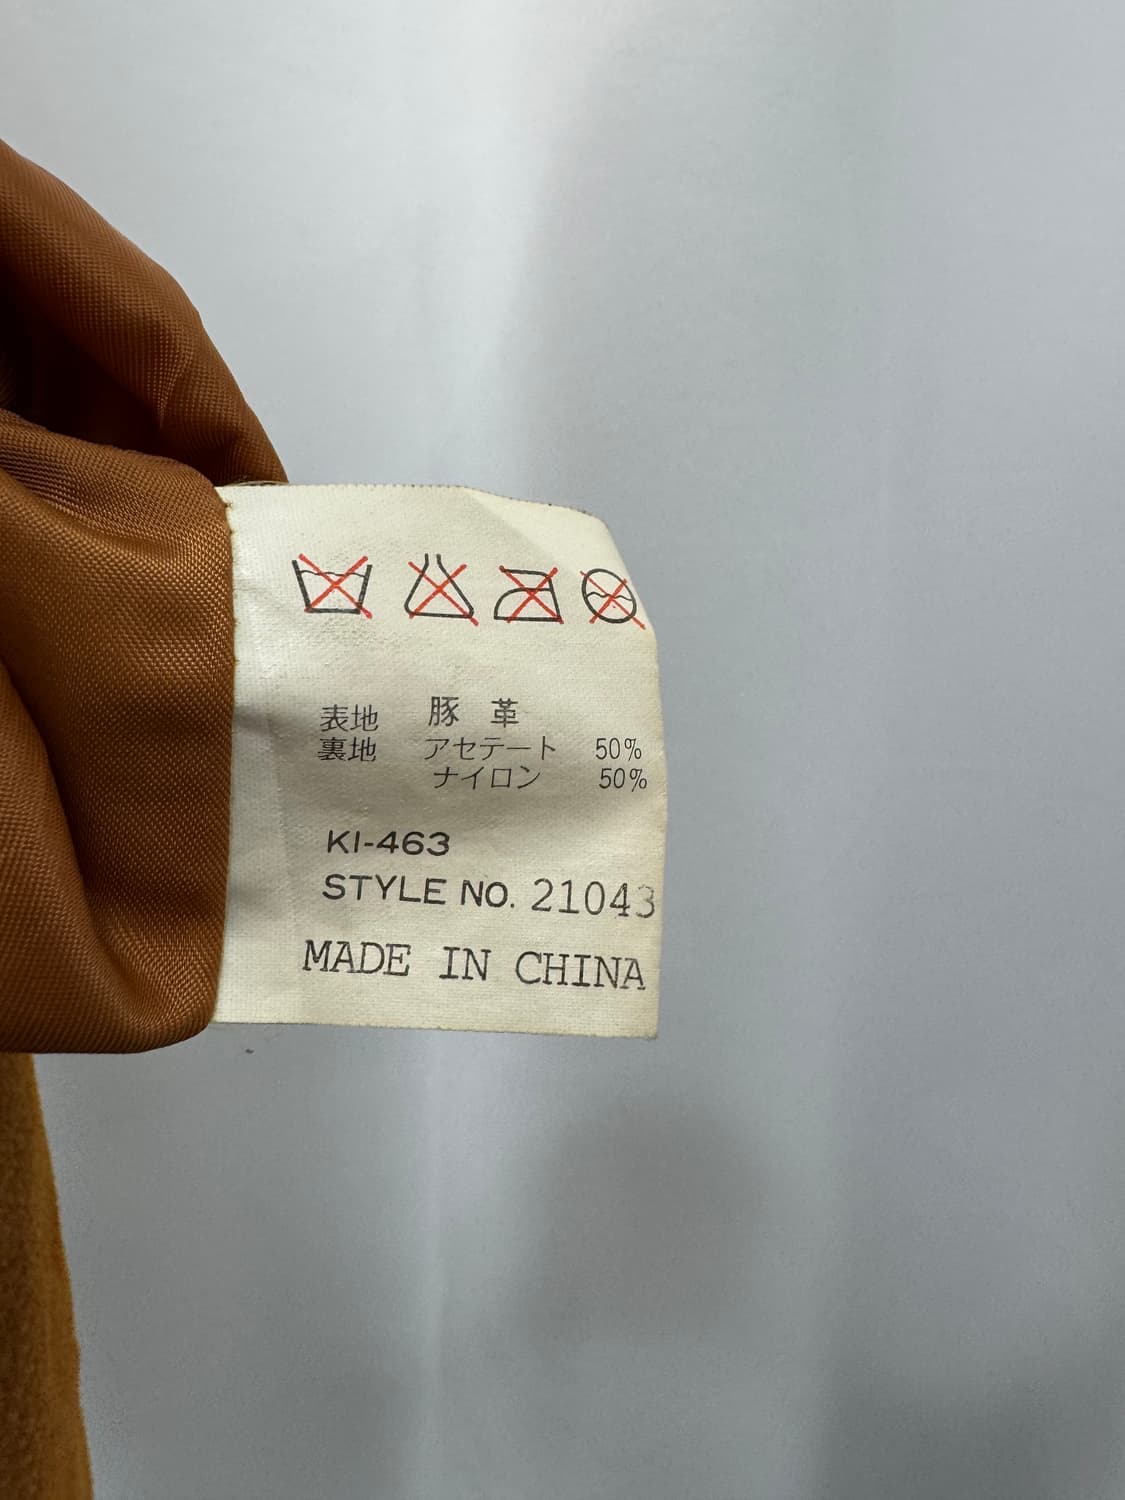 表地 豚 革
裏地 アセテート 50%
ナイロン 50%
KI-463
STYLE NO. 21043
MADE IN CHINA